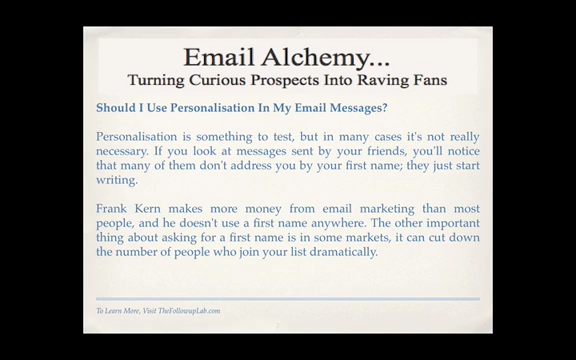 Email Alchemy...
Turning Curious Prospects Into Raving Fans
Should I Use Personalisation In My Email Messages?
Personalisation is something to test, but in many cases it's not really
necessary. If you look at messages sent by your friends, you'll notice
that many of them don't address you by your first name; they just start
writing.
Frank Kern makes more money from email marketing than most
people, and he doesn't use a first name anywhere. The other important
thing about asking for a first name is in some markets, it can cut down
the number of people who join your list dramatically.
To Learn More, Visit TheFollowupLab.com